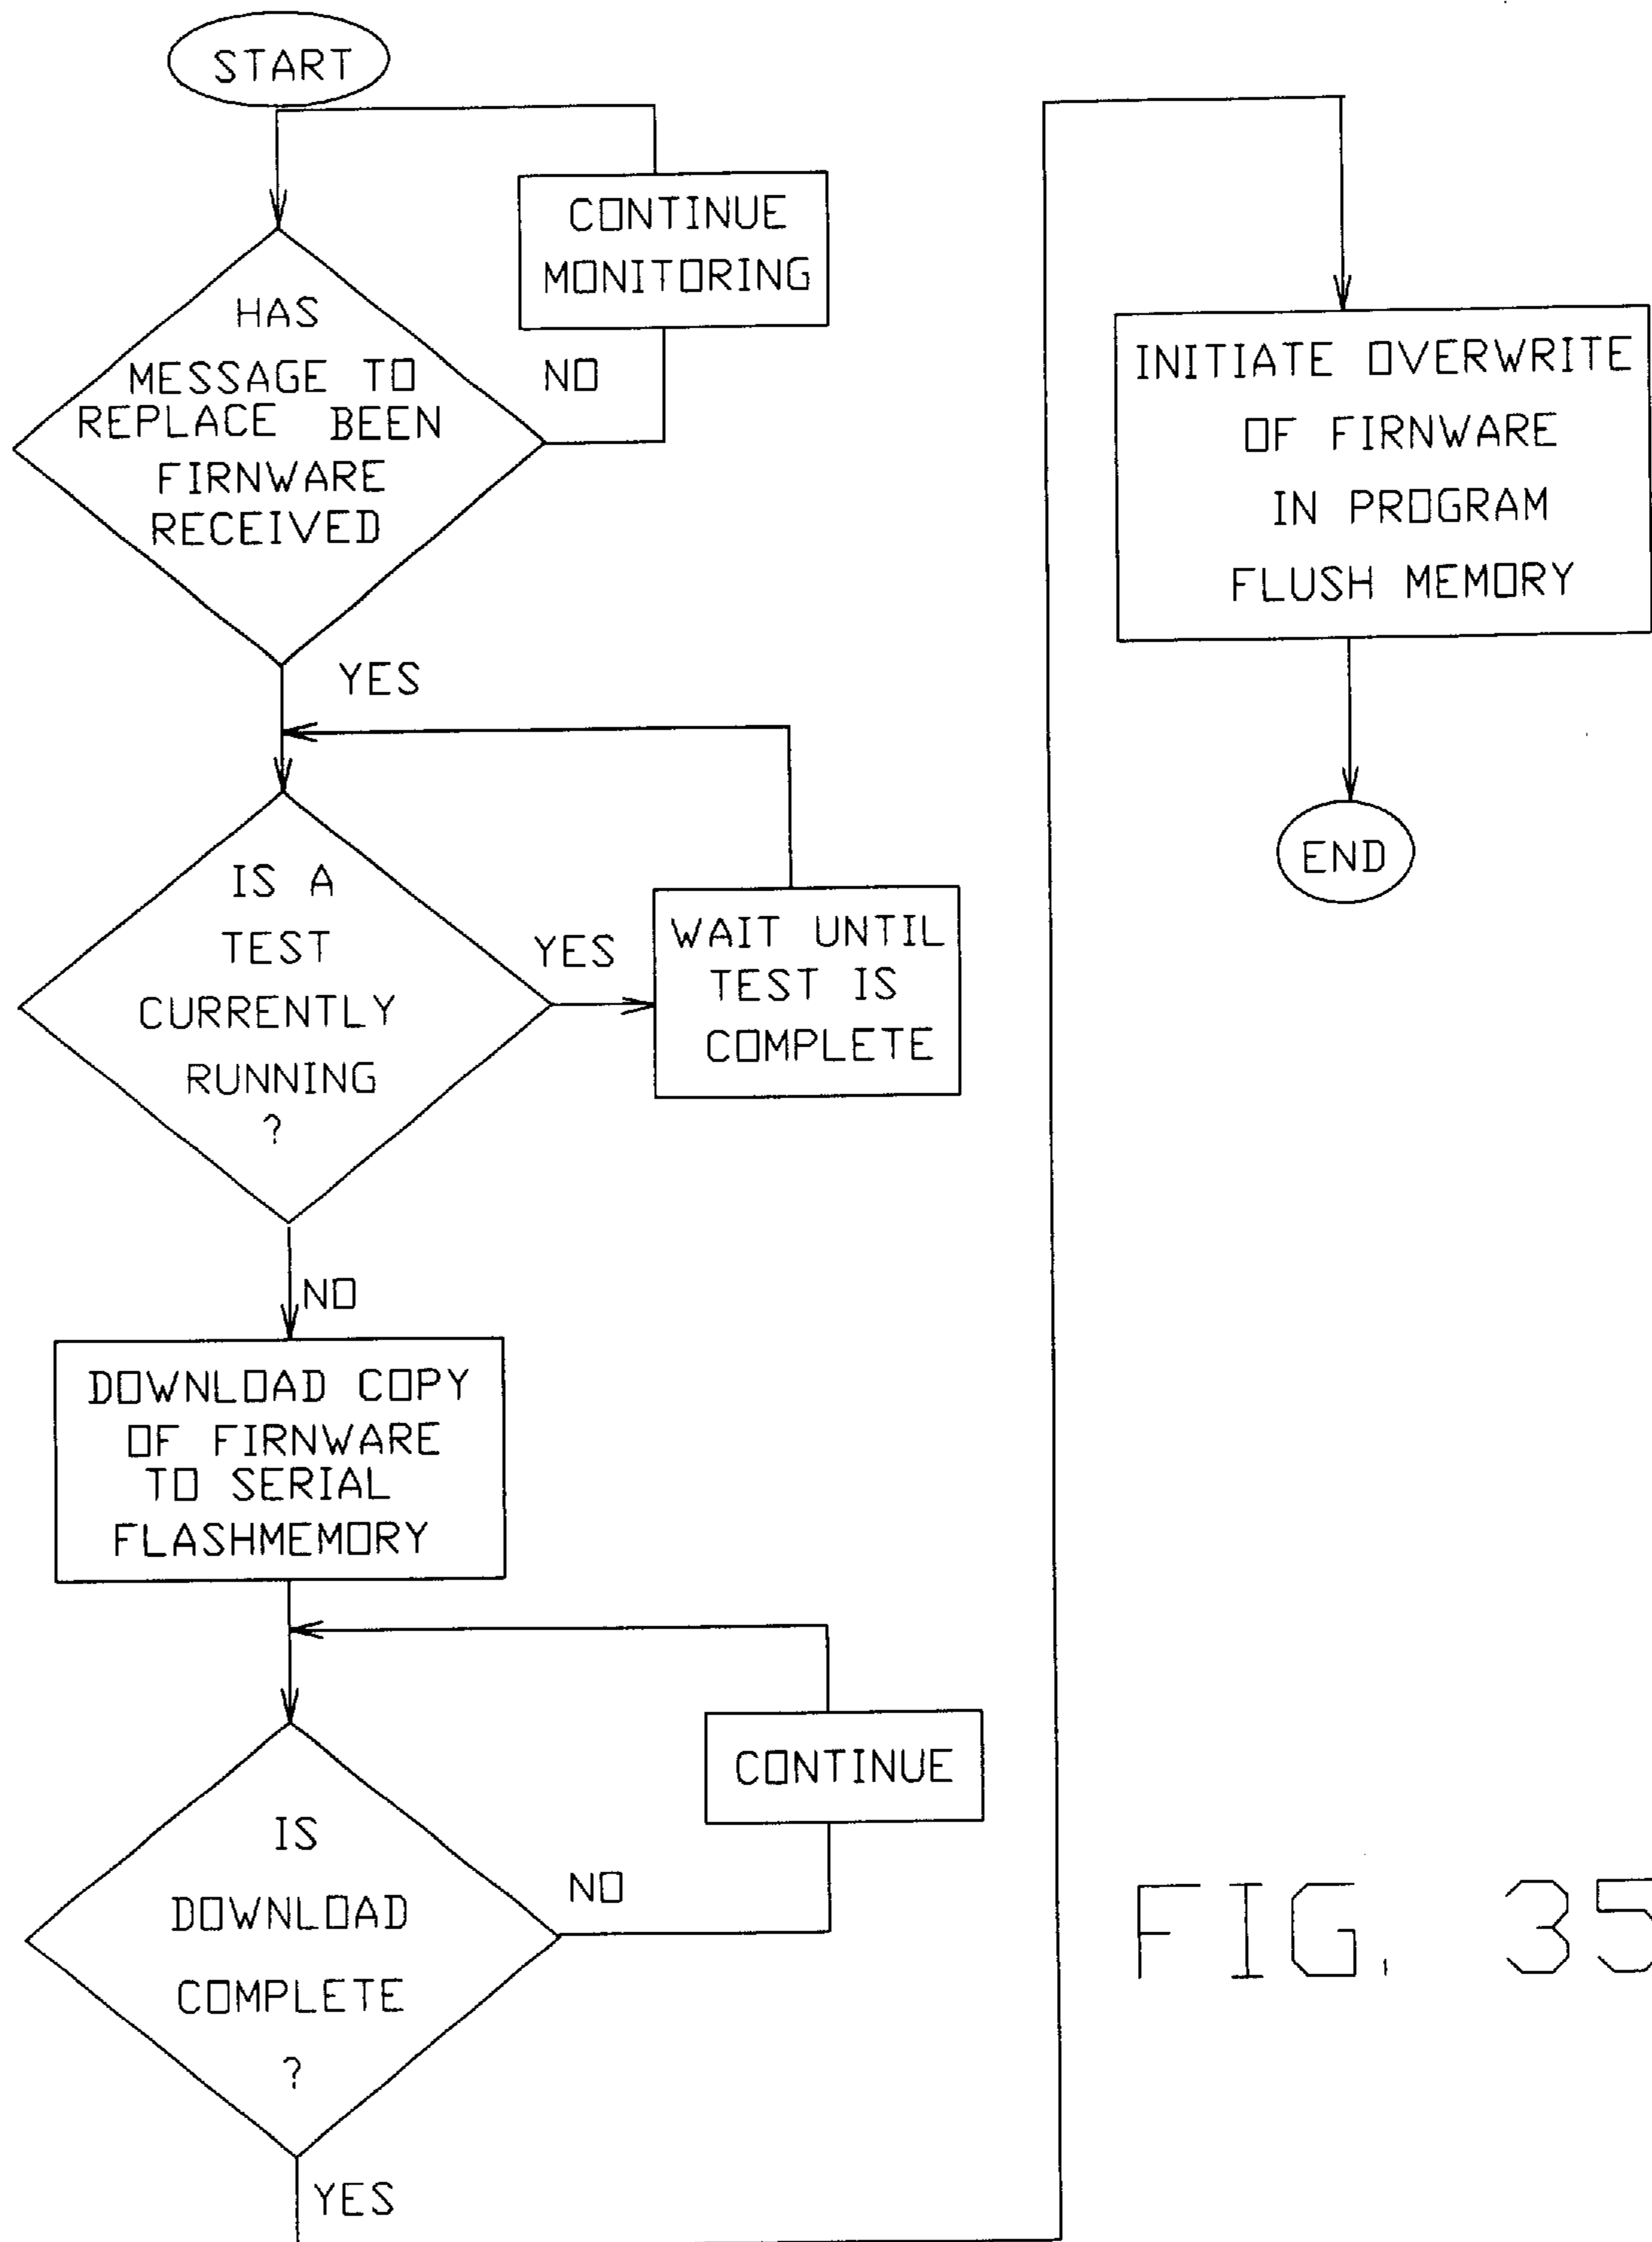 START
CONTINUE
MONITORING
HAS
MESSAGE TO
REPLACE BEEN
FIRNWARE
RECEIVED
NO
YES
IS A
TEST
CURRENTLY
RUNNING
?
YES
WAIT UNTIL
TEST IS
COMPLETE
NO
DOWNLOAD COPY
OF FIRNWARE
TO SERIAL
FLASHMEMORY
IS
DOWNLOAD
COMPLETE
?
NO
CONTINUE
YES
INITIATE OVERWRITE
OF FIRNWARE
IN PROGRAM
FLUSH MEMORY
END
FIG. 35